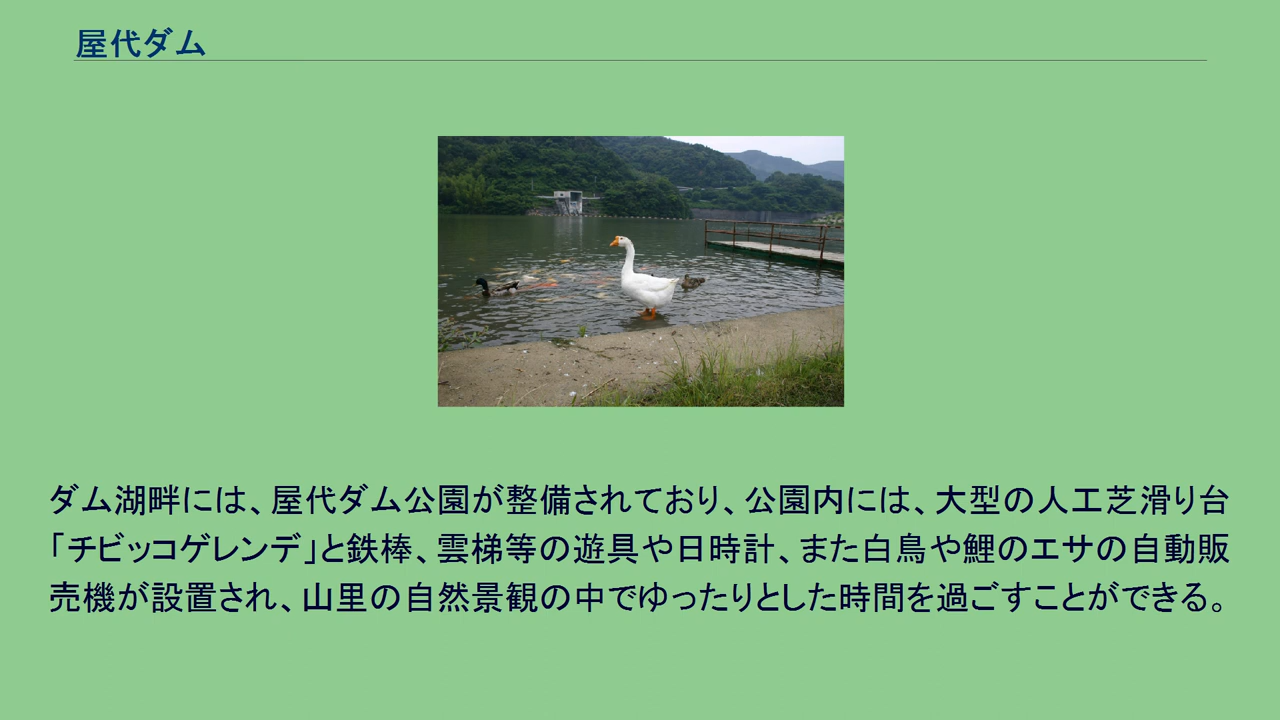 屋代ダム
ダム湖畔には、屋代ダム公園が整備されており、公園内には、大型の人工芝滑り台
「チビッコゲレンデ」と鉄棒、雲梯等の遊具や日時計、また白鳥や鯉のエサの自動販
売機が設置され、山里の自然景観の中でゆったりとした時間を過ごすことができる。